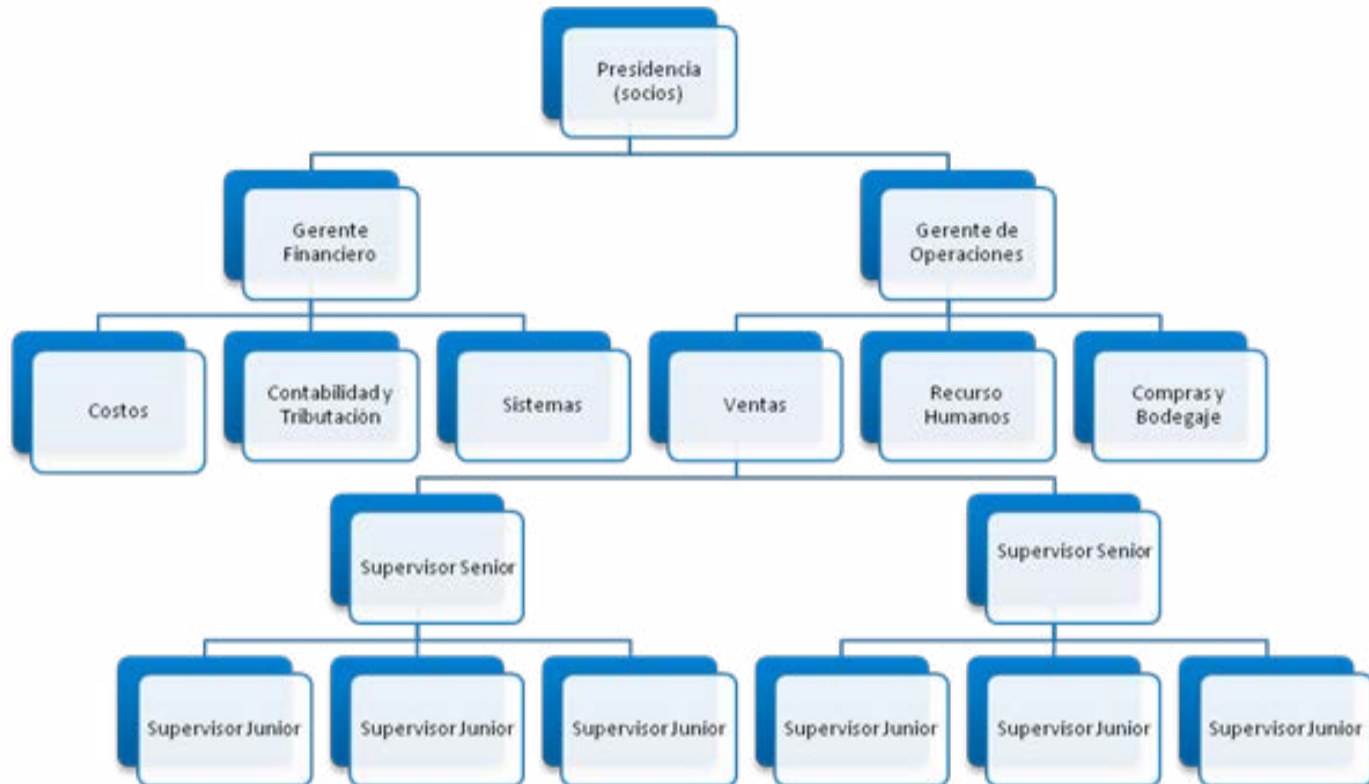 Presidencia
(socios)
Gerente
Financiero
Gerente de
Operaciones
Costos
Contabilidad y
Tributación
Sistemas
Ventas
Recurso
Humanos
Compras y
Bodegaje
Supervisor Senior
Supervisor Senior
Supervisor Junior
Supervisor Junior
Supervisor Junior
Supervisor Junior
Supervisor Junior
Supervisor Junior